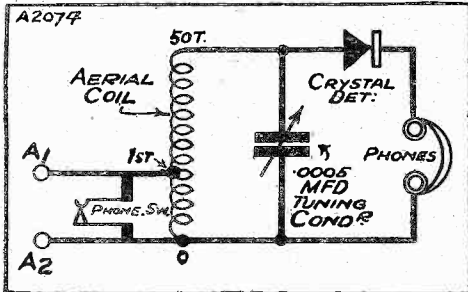 A2074
50T.
AERIAL
COIL
CRYSTAL
DET:
A1
1ST.
PHONES
.0005
MFD
TUNING
CONDR.
PHONE.SW.
A2
0